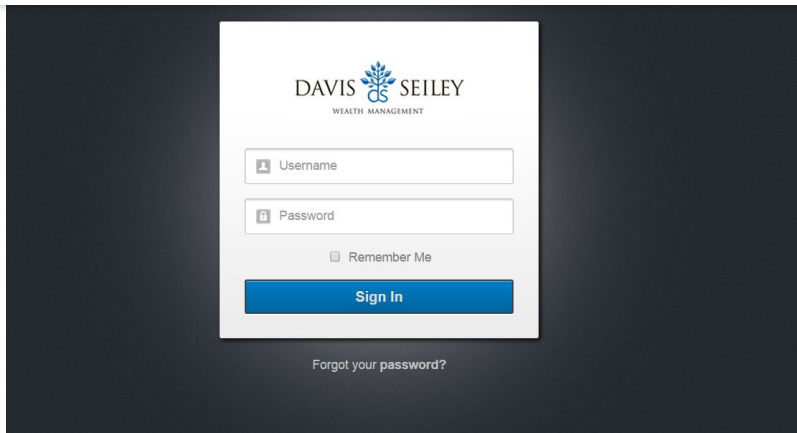 DAVIS ds SEILEY
WEALTH MANAGEMENT
Username
Password
Remember Me
Sign In
Forgot your password?